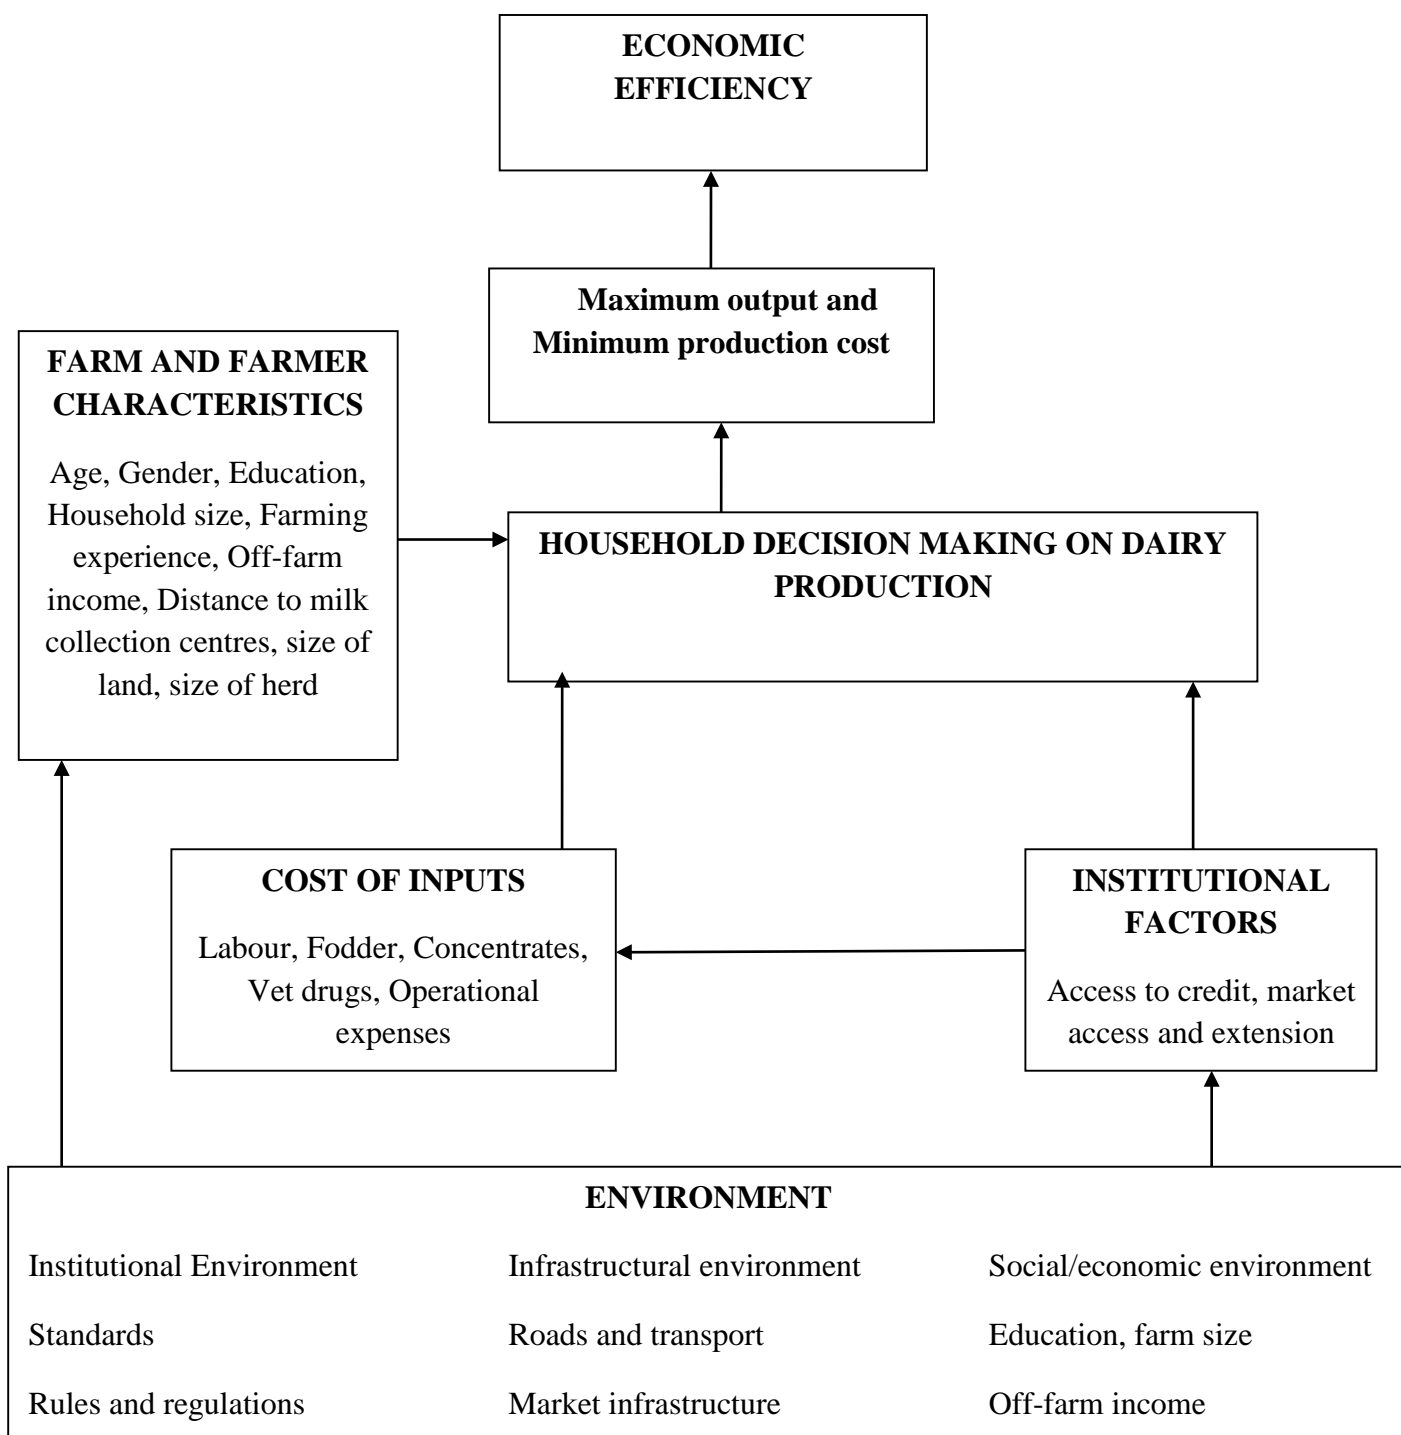 ECONOMIC
EFFICIENCY
Maximum output and
Minimum production cost
FARM AND FARMER
CHARACTERISTICS
Age, Gender, Education,
Household size, Farming
experience, Off-farm
income, Distance to milk
collection centres, size of
land, size of herd
HOUSEHOLD DECISION MAKING ON DAIRY
PRODUCTION
COST OF INPUTS
Labour, Fodder, Concentrates,
Vet drugs, Operational
expenses
INSTITUTIONAL
FACTORS
Access to credit, market
access and extension
ENVIRONMENT
Institutional Environment
Infrastructural environment
Social/economic environment
Standards
Roads and transport
Education, farm size
Rules and regulations
Market infrastructure
Off-farm income